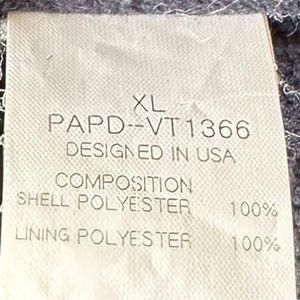 XL
PAPD--VT1366
DESIGNED IN USA
COMPOSITION
SHELL POLYESTER 100%
LINING POLYESTER 100%